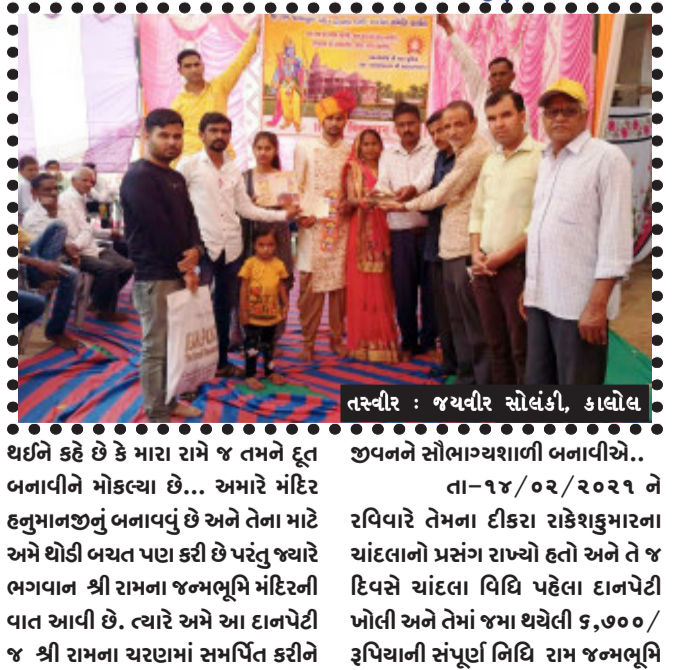 તસ્વીર : જયવીર સોલંકી, કાલોલ
થઈને કહે છે કે મારા રામે જ તમને દૂત
બનાવીને મોકલ્યા છે... અમારે મંદિર
હનુમાનજીનું બનાવવું છે અને તેના માટે
અમે થોડી બચત પણ કરી છે પરંતુ જ્યારે
ભગવાન શ્રી રામના જન્મભૂમિ મંદિરની
વાત આવી છે. ત્યારે અમે આ દાનપેટી
જ શ્રી રામના ચરણમાં સમર્પિત કરીને
જીવનને સૌભાગ્યશાળી બનાવીએ..
તા-૧૪/૦૨/૨૦૨૧ ને
રવિવારે તેમના દીકરા રાકેશકુમારના
ચાંદલાનો પ્રસંગ રાખ્યો હતો અને તે જ
દિવસે ચાંદલા વિધિ પહેલા દાનપેટી
ખોલી અને તેમાં જમા થયેલી ૬,૭૦૦/
રૂપિયાની સંપૂર્ણ નિધિ રામ જન્મભૂમિ